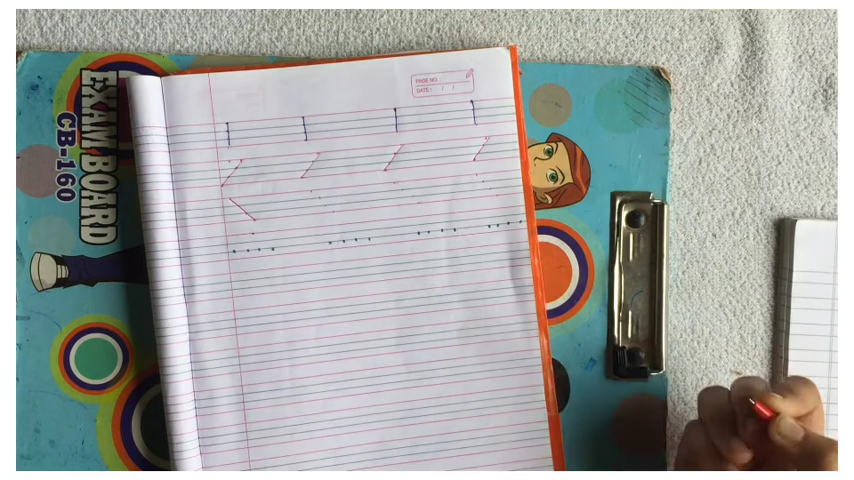 EXAM BOARD
CB-160
PAGE NO. :
DATE : / /